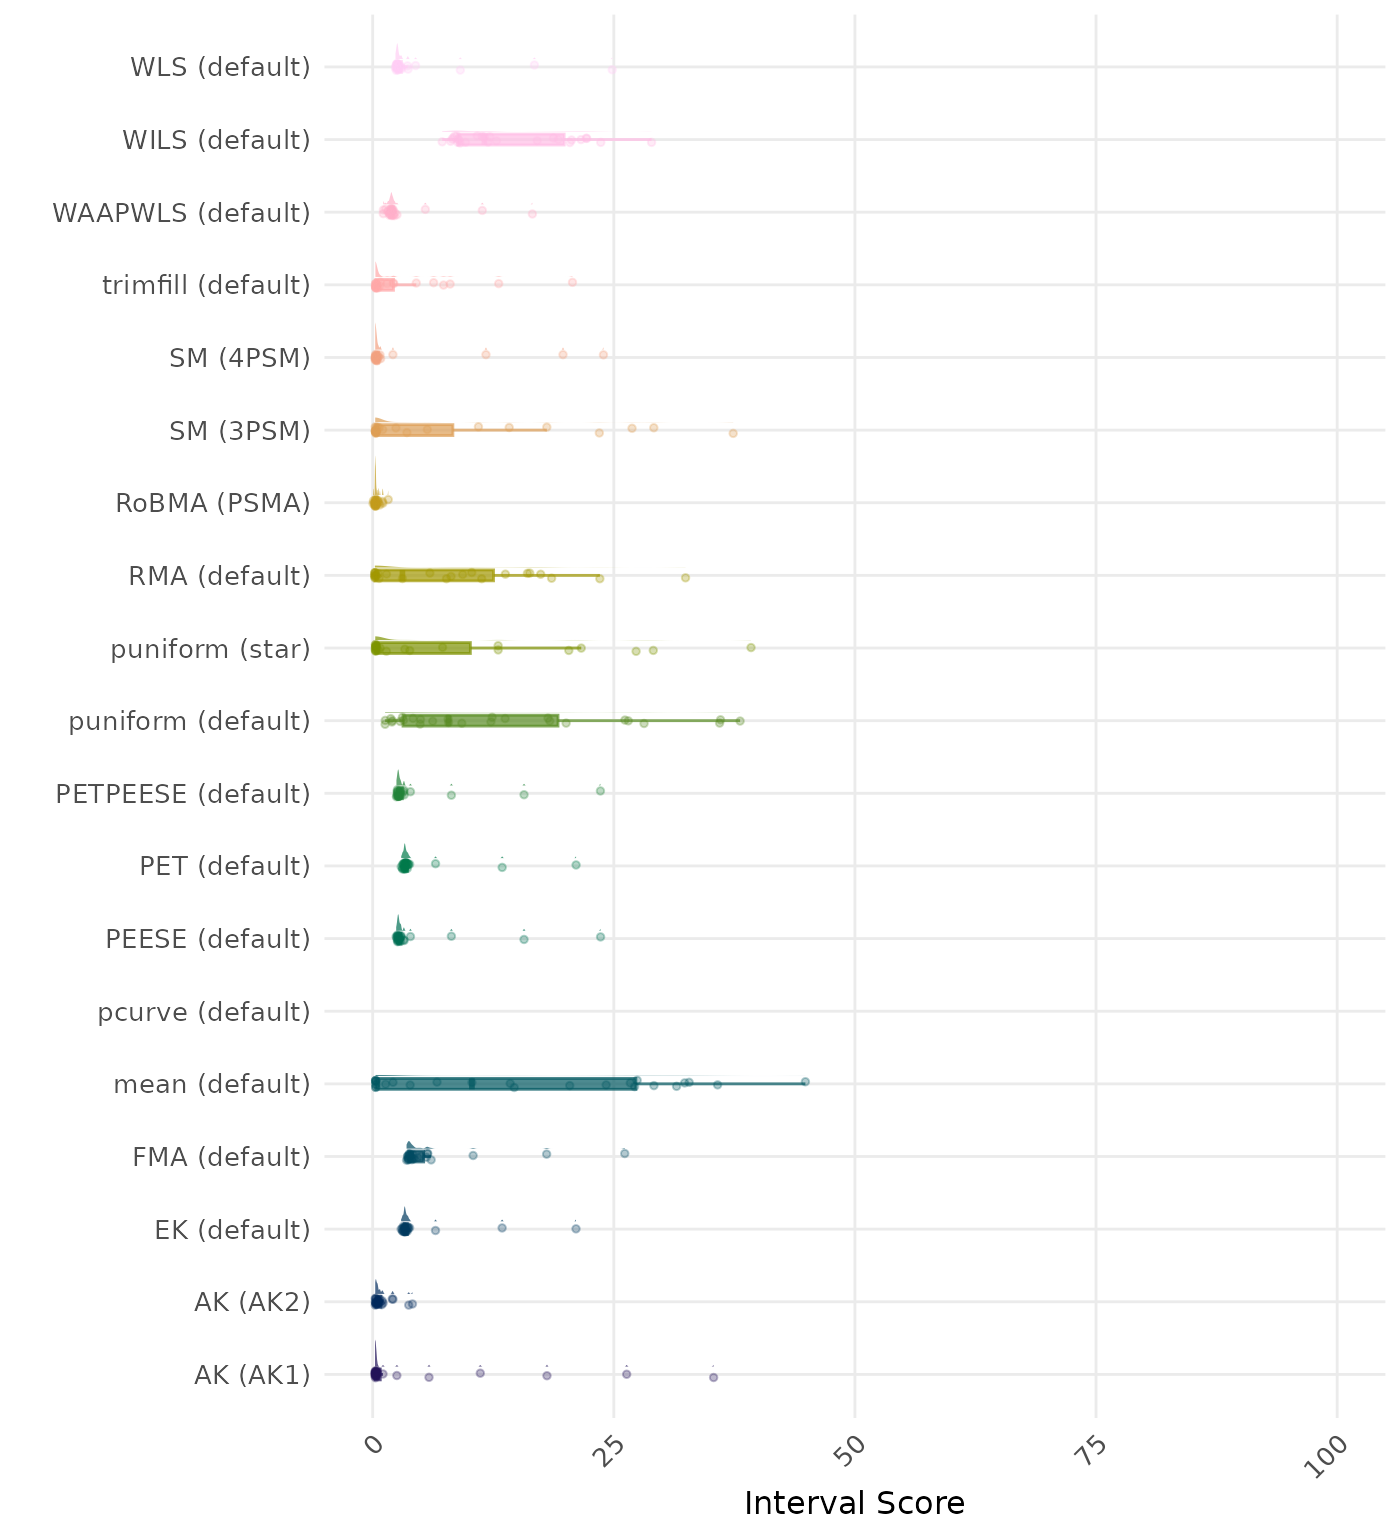 WLS (default)
WILS (default)
WAAPWLS (default)
trimfill (default)
SM (4PSM)
SM (3PSM)
RoBMA (PSMA)
RMA (default)
puniform (star)
puniform (default)
PETPEESE (default)
PET (default)
PEESE (default)
pcurve (default)
mean (default)
FMA (default)
EK (default)
AK (AK2)
AK (AK1)
0 25 50 75 100
Interval Score